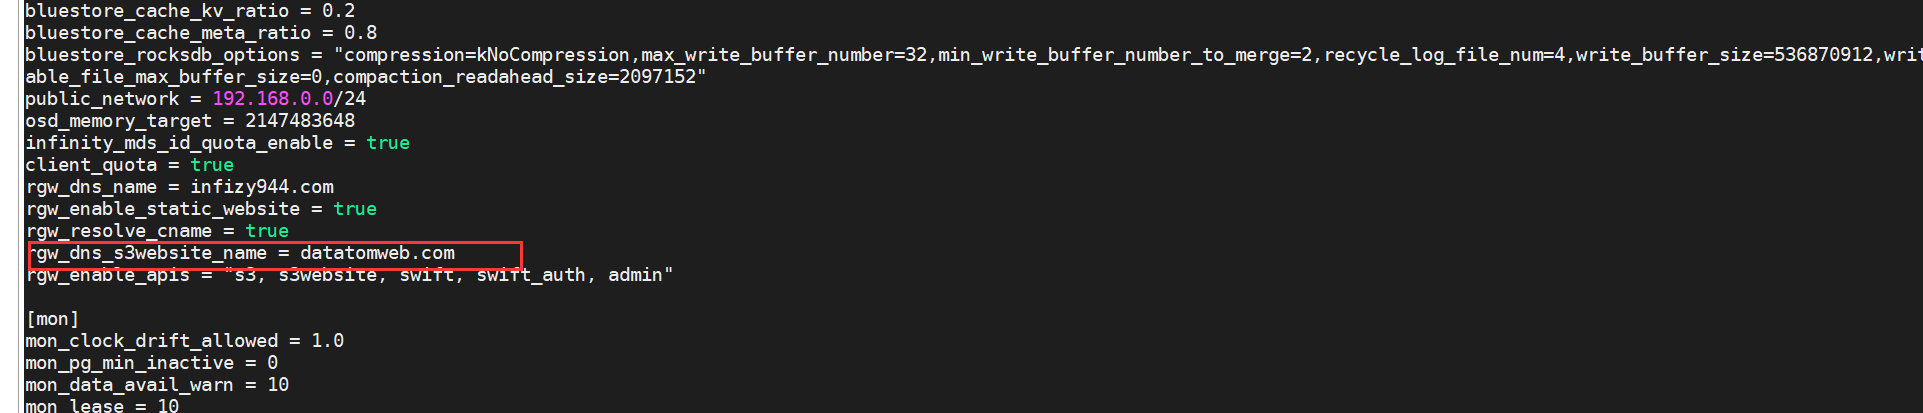 bluestore_cache_kv_ratio = 0.2
bluestore_cache_meta_ratio = 0.8
bluestore_rocksdb_options = "compression=kNoCompression,max_write_buffer_number=32,min_write_buffer_number_to_merge=2,recycle_log_file_num=4,write_buffer_size=536870912,writ
able_file_max_buffer_size=0,compaction_readahead_size=2097152"
public_network = 192.168.0.0/24
osd_memory_target = 2147483648
infinity_mds_id_quota_enable = true
client_quota = true
rgw_dns_name = infizy944.com
rgw_enable_static_website = true
rgw_resolve_cname = true
rgw_dns_s3website_name = datatomweb.com
rgw_enable_apis = "s3, s3website, swift, swift_auth, admin"
[mon]
mon_clock_drift_allowed = 1.0
mon_pg_min_inactive = 0
mon_data_avail_warn = 10
mon_lease = 10